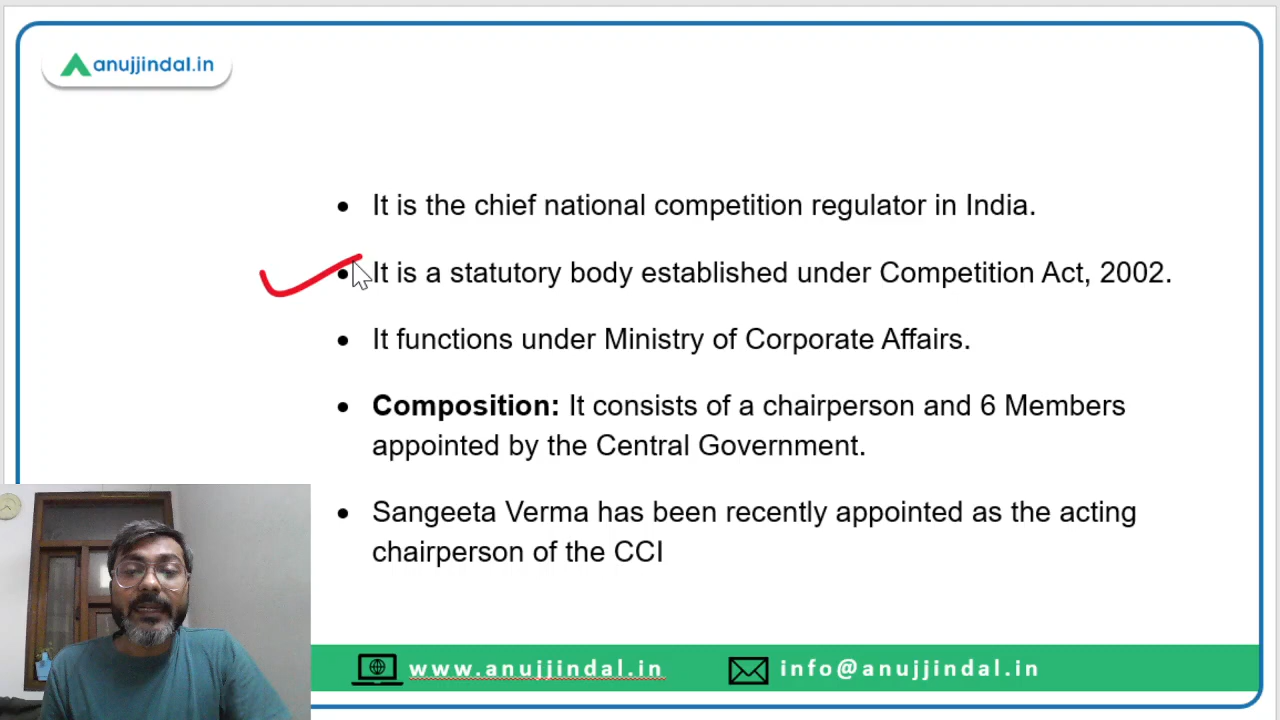 anujjindal.in
It is the chief national competition regulator in India.
It is a statutory body established under Competition Act, 2002.
It functions under Ministry of Corporate Affairs.
Composition: It consists of a chairperson and 6 Members
appointed by the Central Government.
Sangeeta Verma has been recently appointed as the acting
chairperson of the CCI
www.anujjindal.in info@anujjindal.in